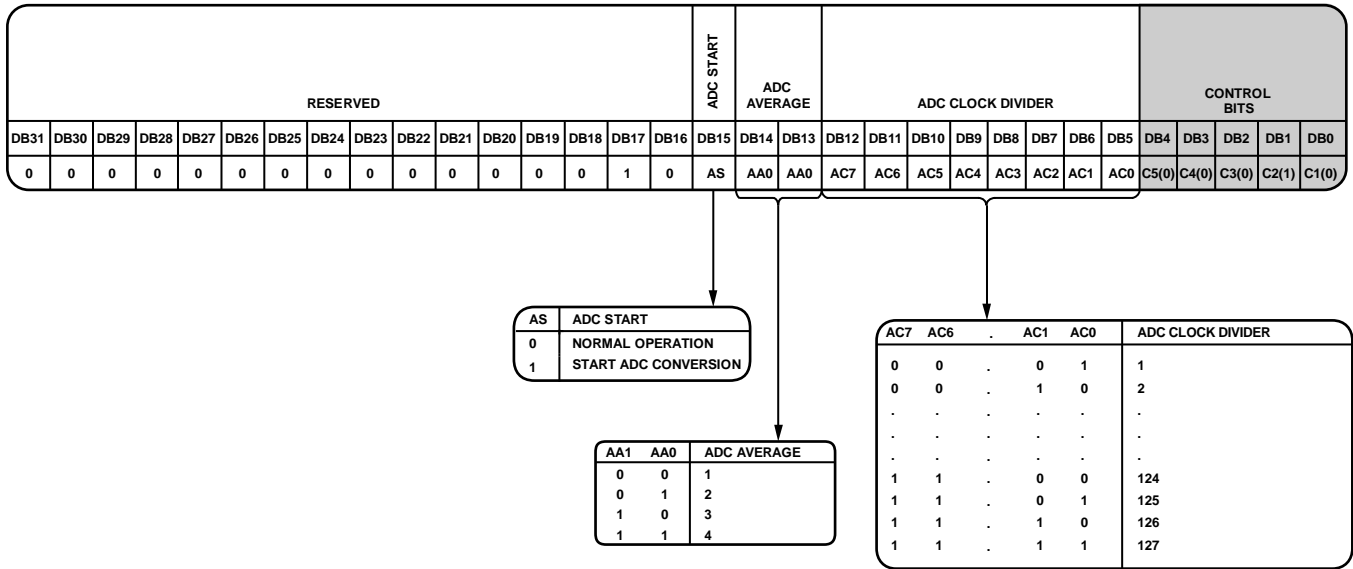 RESERVED
ADC START
ADC
AVERAGE
ADC CLOCK DIVIDER
CONTROL
BITS
DB31 DB30 DB29 DB28 DB27 DB26 DB25 DB24 DB23 DB22 DB21 DB20 DB19 DB18 DB17 DB16 DB15 DB14 DB13 DB12 DB11 DB10 DB9 DB8 DB7 DB6 DB5 DB4 DB3 DB2 DB1 DB0
0 0 0 0 0 0 0 0 0 0 0 0 0 0 1 0 AS AA0 AA0 AC7 AC6 AC5 AC4 AC3 AC2 AC1 AC0 C5(0) C4(0) C3(0) C2(1) C1(0)
AS ADC START
0 NORMAL OPERATION
1 START ADC CONVERSION
AA1 AA0 ADC AVERAGE
0 0 1
0 1 2
1 0 3
1 1 4
AC7 AC6 . AC1 AC0 ADC CLOCK DIVIDER
0 0 . 0 1 1
0 0 . 1 0 2
. . . . . .
. . . . . .
. . . . . .
1 1 . 0 0 124
1 1 . 0 1 125
1 1 . 1 0 126
1 1 . 1 1 127